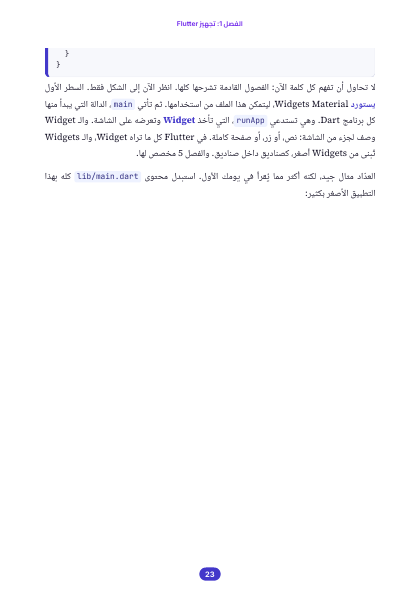 الفصل 1: تجهيز Flutter
}
}
لا تحاول أن تفهم كل كلمة الآن: الفصول القادمة تشرحها كلها. انظر الآن إلى الشكل فقط. السطر الأول
يستورد Widgets Material، ليتمكن هذا الملف من استخدامها. ثم تأتي main، الدالة التي يبدأ منها
كل برنامج Dart. وهي تستدعي runApp، التي تأخذ Widget وتعرضه على الشاشة. والـ Widget
وصف لجزء من الشاشة: نص، أو زر، أو صفحة كاملة. في Flutter كل ما تراه Widget، والـ Widgets
تُبنى من Widgets أصغر، كصناديق داخل صناديق. والفصل 5 مخصص لها.
العدّاد مثال جيد، لكنه أكثر مما يُقرأ في يومك الأول. استبدل محتوى lib/main.dart كله بهذا
التطبيق الأصغر بكثير:
23